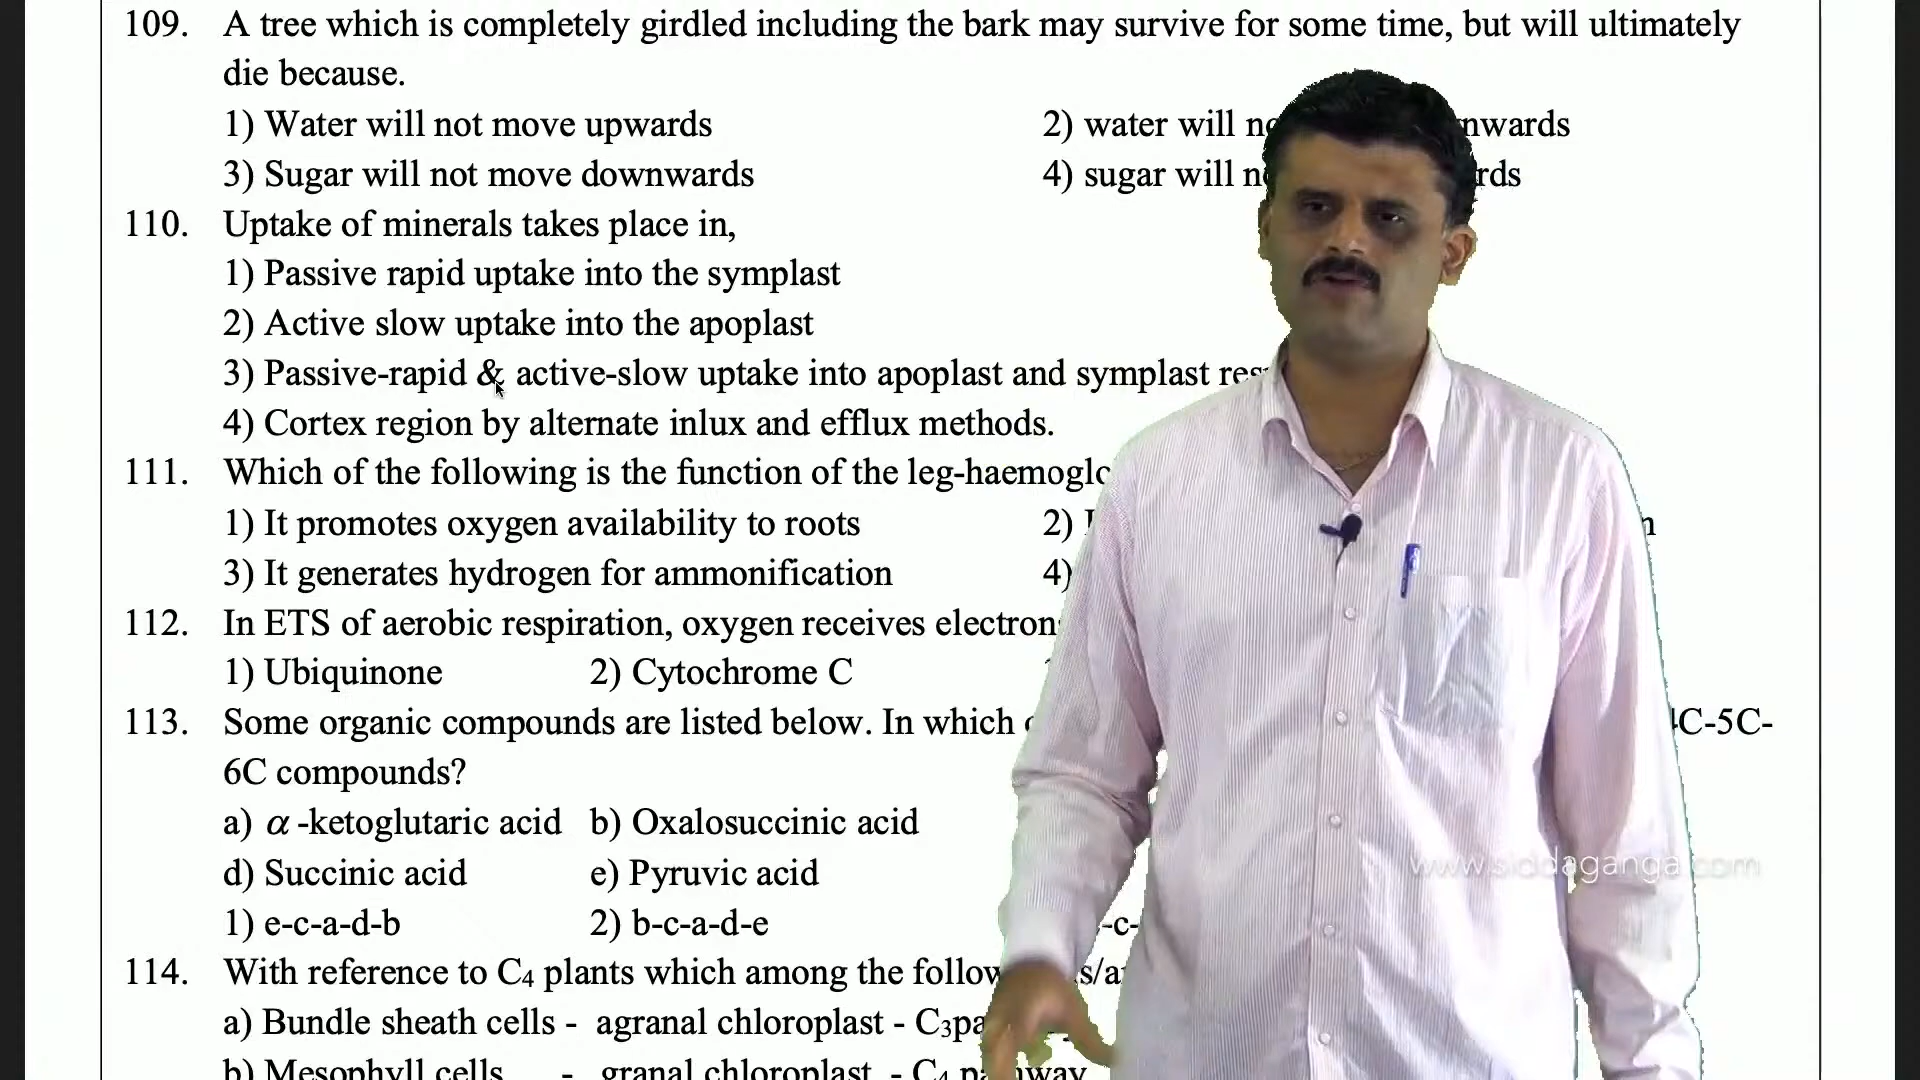 109. A tree which is completely girdled including the bark may survive for some time, but will ultimately
die because.
1) Water will not move upwards 2) water will nwards
3) Sugar will not move downwards 4) sugar will rds
110. Uptake of minerals takes place in,
1) Passive rapid uptake into the symplast
2) Active slow uptake into the apoplast
3) Passive-rapid & active-slow uptake into apoplast and symplast
4) Cortex region by alternate inlux and efflux methods.
111. Which of the following is the function of the
1) It promotes oxygen availability to roots 2)
3) It generates hydrogen for ammonification 4)
112. In ETS of aerobic respiration, oxygen receives
1) Ubiquinone 2) Cytochrome C
113. Some organic compounds are listed below. In which C-5C-
6C compounds?
a) α -ketoglutaric acid b) Oxalosuccinic acid
d) Succinic acid e) Pyruvic acid
www.siddaganga.com
1) e-c-a-d-b 2) b-c-a-d-e -c-
114. With reference to C4 plants which among the
a) Bundle sheath cells - agranal chloroplast -
b) Mesophyll cells - granal chloroplast - C4